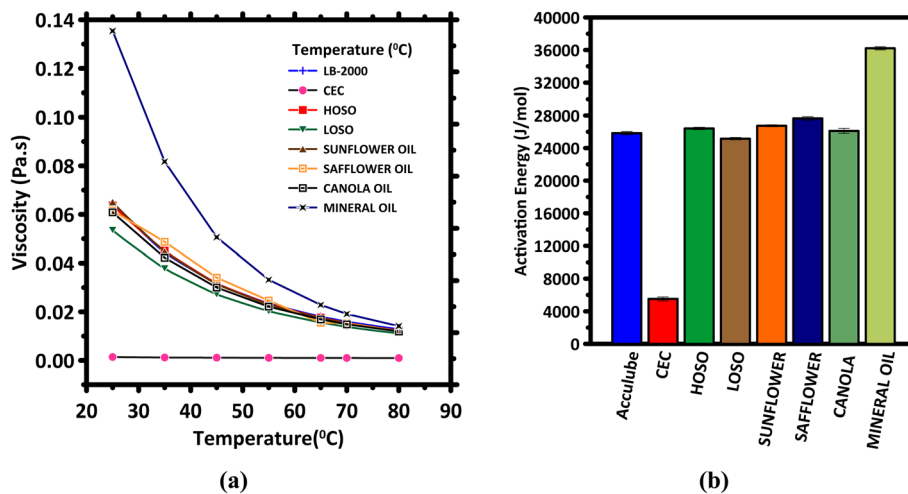 0.14
0.12
0.10
0.08
0.06
0.04
0.02
0.00
Viscosity (Pa.s)
20 30 40 50 60 70 80 90
Temperature(⁰C)
Temperature (⁰C)
LB-2000
CEC
HOSO
LOSO
SUNFLOWER OIL
SAFFLOWER OIL
CANOLA OIL
MINERAL OIL
(a)
40000
36000
32000
28000
24000
20000
16000
12000
8000
4000
0
Activation Energy (J/mol)
Acculube
CEC
HOSO
LOSO
SUNFLOWER
SAFFLOWER
CANOLA
MINERAL OIL
(b)